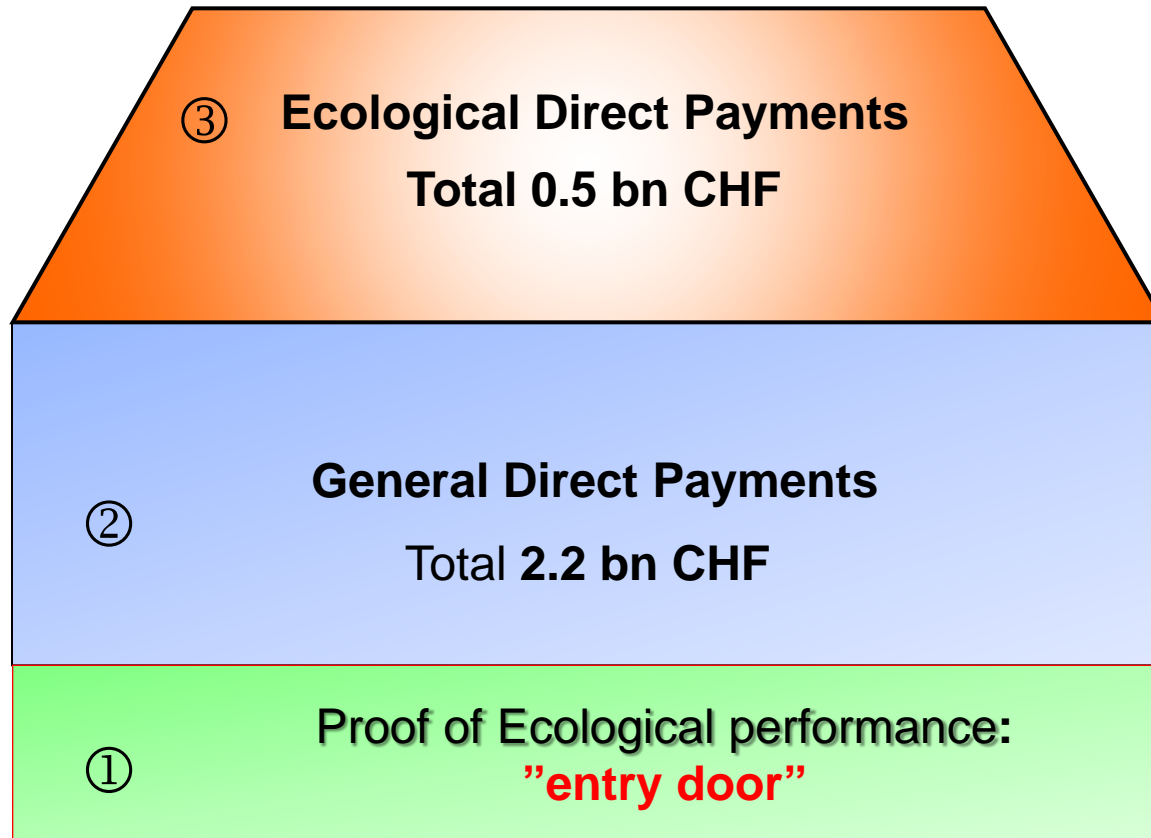 ③ Ecological Direct Payments
Total 0.5 bn CHF
General Direct Payments
②
Total 2.2 bn CHF
Proof of Ecological performance:
①
”entry door”